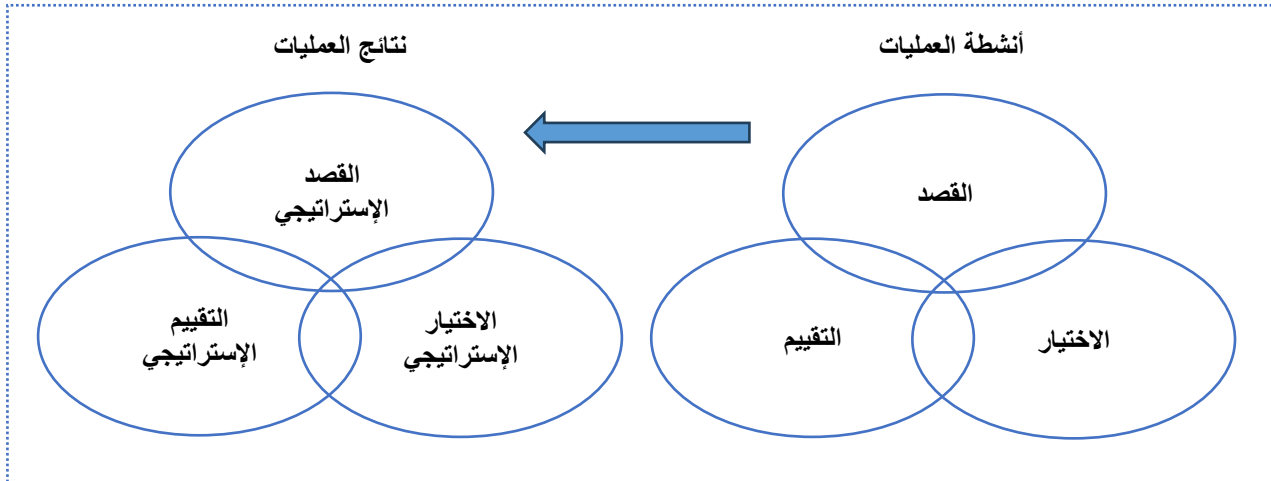 أنشطة العمليات
نتائج العمليات
القصد
الاختيار
التقييم
القصد
الإستراتيجي
الاختيار
الإستراتيجي
التقييم
الإستراتيجي